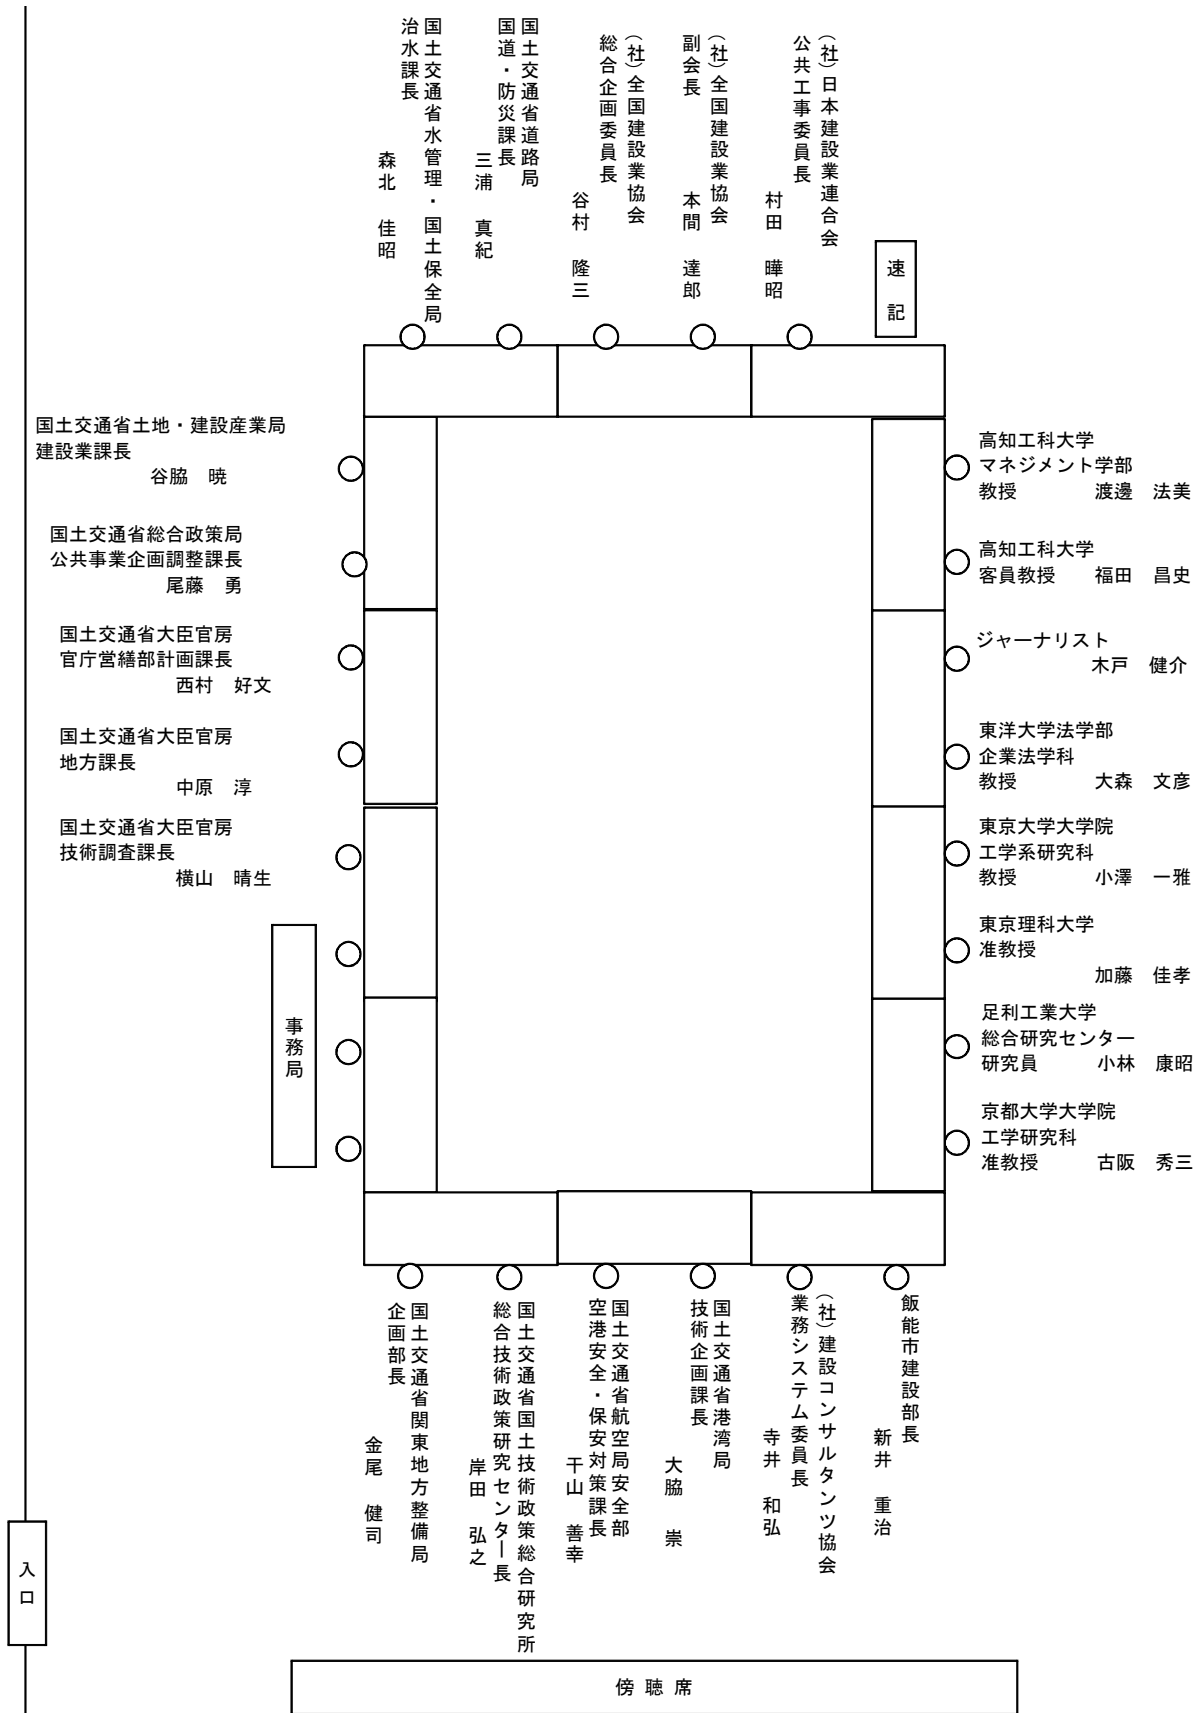 国土交通省水管理・国土保全局
治水課長
森北　佳昭
国土交通省道路局
国道・防災課長
三浦　真紀
(社)全国建設業協会
総合企画委員長
谷村　隆三
(社)全国建設業協会
副会長
本間　達郎
(社)日本建設業連合会
公共工事委員長
村田　曄昭
速記
国土交通省土地・建設産業局
建設業課長
谷脇　暁
国土交通省総合政策局
公共事業企画調整課長
尾藤　勇
国土交通省大臣官房
官庁営繕部計画課長
西村　好文
国土交通省大臣官房
地方課長
中原　淳
国土交通省大臣官房
技術調査課長
横山　晴生
事務局
高知工科大学
マネジメント学部
教授　渡邊　法美
高知工科大学
客員教授　福田　昌史
ジャーナリスト
木戸　健介
東洋大学法学部
企業法学科
教授　大森　文彦
東京大学大学院
工学系研究科
教授　小澤　一雅
東京理科大学
准教授
加藤　佳孝
足利工業大学
総合研究センター
研究員　小林　康昭
京都大学大学院
工学研究科
准教授　古阪　秀三
国土交通省関東地方整備局
企画部長
金尾　健司
国土交通省国土技術政策総合研究所
総合技術政策研究センター長
岸田　弘之
国土交通省航空局安全部
空港安全・保安対策課長
干山　善幸
国土交通省港湾局
技術企画課長
大脇　崇
(社)建設コンサルタンツ協会
業務システム委員長
寺井　和弘
飯能市建設部長
新井　重治
入口
傍聴席